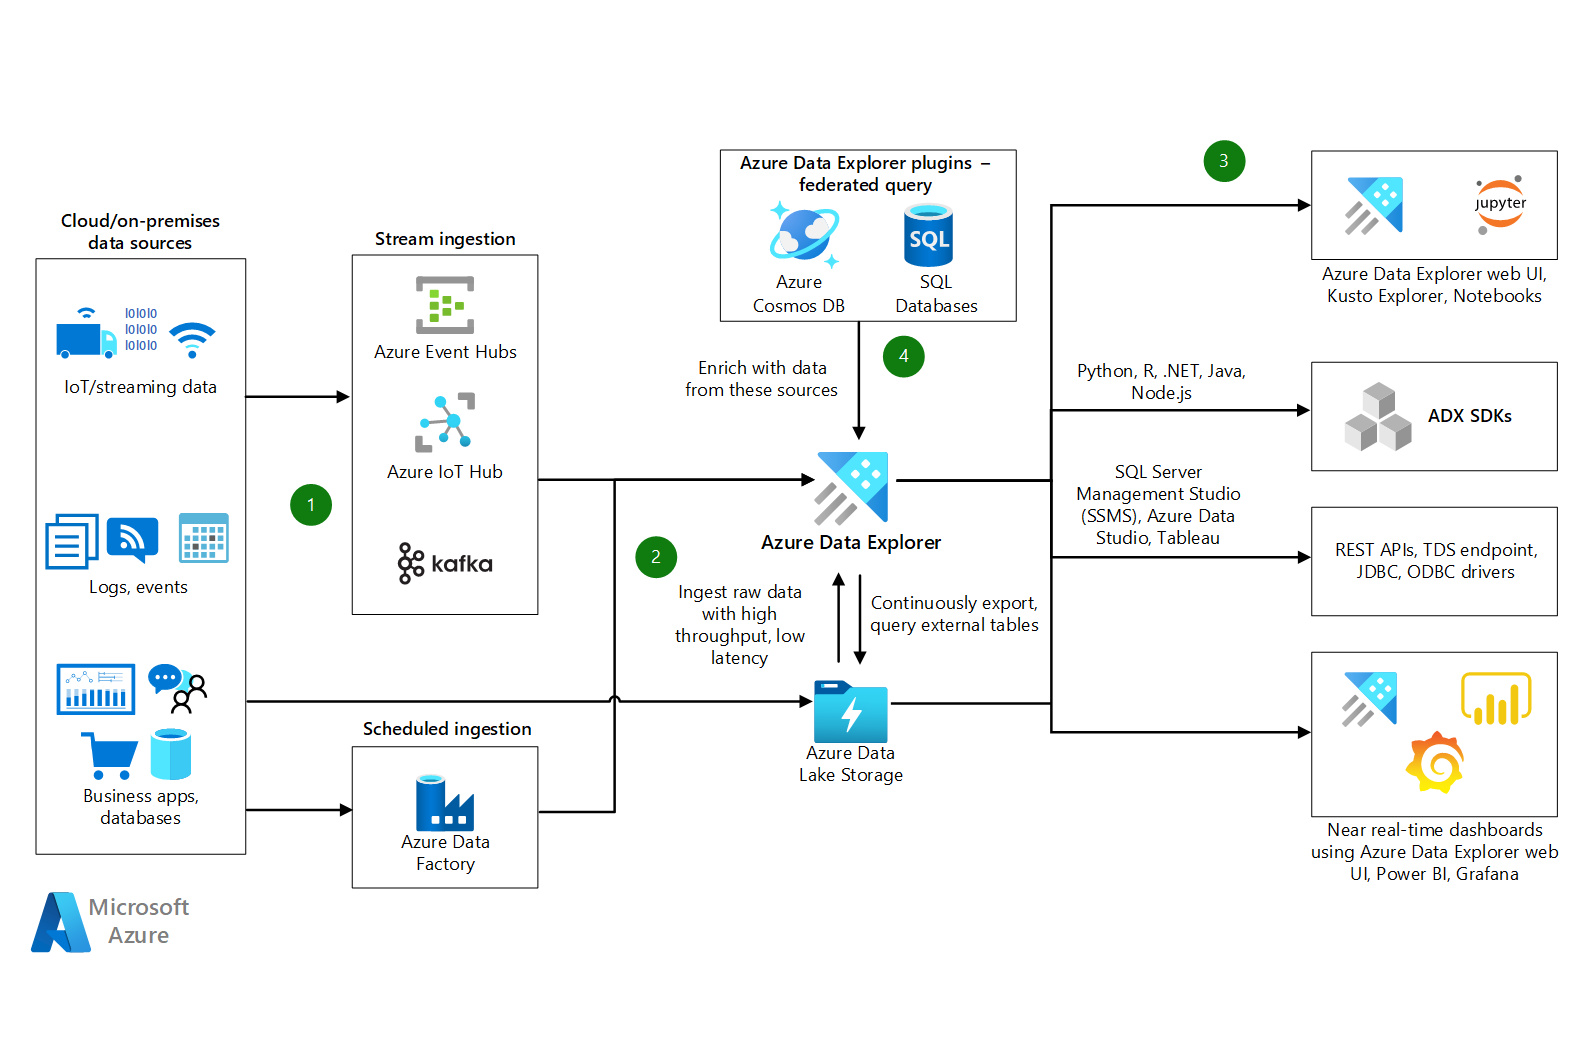 Cloud/on-premises
data sources
IoIoIo
IoIoIo
IoIoIo
IoT/streaming data
Logs, events
Business apps,
databases
Microsoft
Azure
1
Stream ingestion
Azure Event Hubs
Azure IoT Hub
kafka
Scheduled ingestion
Azure Data
Factory
2
Azure Data Explorer plugins –
federated query
SQL
Azure
Cosmos DB
SQL
Databases
4
Enrich with data
from these sources
Azure Data Explorer
Ingest raw data
with high
throughput, low
latency
Continuously export,
query external tables
Azure Data
Lake Storage
3
jupyter
Azure Data Explorer web UI,
Kusto Explorer, Notebooks
Python, R, .NET, Java,
Node.js
ADX SDKs
SQL Server
Management Studio
(SSMS), Azure Data
Studio, Tableau
REST APIs, TDS endpoint,
JDBC, ODBC drivers
Near real-time dashboards
using Azure Data Explorer web
UI, Power BI, Grafana